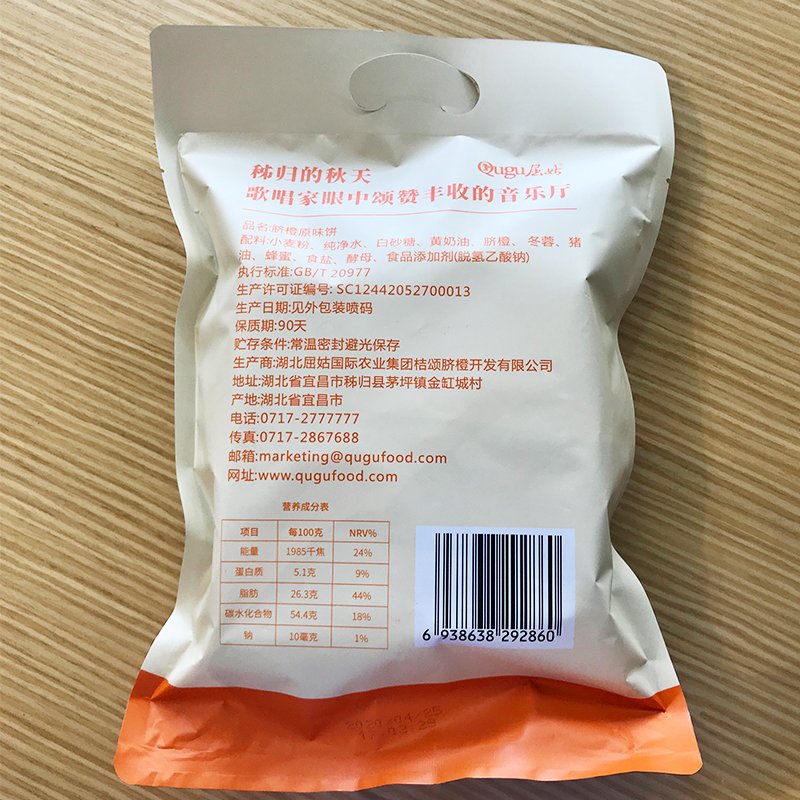 秭归的秋天
Qugu屈姑
歌唱家眼中颂赞丰收的音乐厅
品名:脐橙原味饼
配料:小麦粉、纯净水、白砂糖、黄奶油、脐橙、冬蓉、猪
油、蜂蜜、食盐、酵母、食品添加剂(脱氢乙酸钠)
执行标准:GB/T 20977
生产许可证编号: SC12442052700013
生产日期:见外包装喷码
保质期:90天
贮存条件:常温密封避光保存
生产商:湖北屈姑国际农业集团桔颂脐橙开发有限公司
地址:湖北省宜昌市秭归县茅坪镇金缸城村
产地:湖北省宜昌市
电话:0717-2777777
传真:0717-2867688
邮箱:marketing@qugufood.com
网址:www.qugufood.com
营养成分表
项目 每100克 NRV%
能量 1985千焦 24%
蛋白质 5.1克 9%
脂肪 26.3克 44%
碳水化合物 54.4克 18%
钠 10毫克 1%
6 938638 292860
2020/04/25
17:03:25